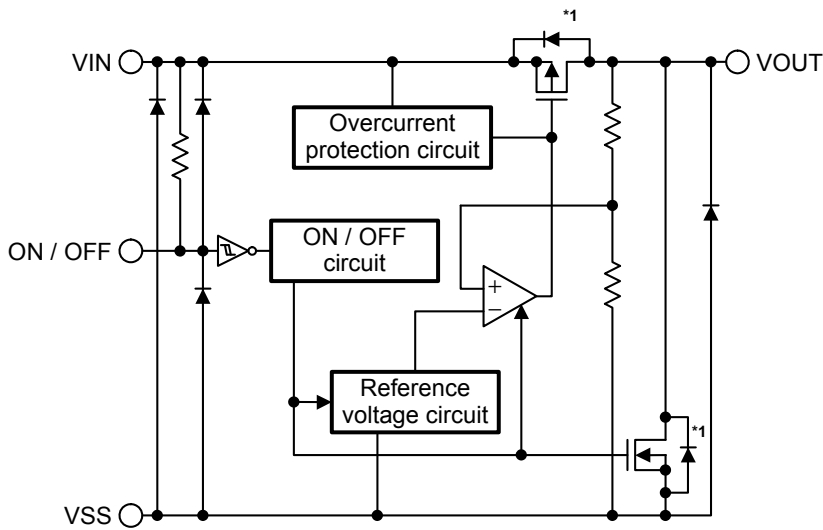 *1
VIN
VOUT
Overcurrent
protection circuit
ON / OFF
ON / OFF
circuit
+
−
Reference
voltage circuit
*1
VSS